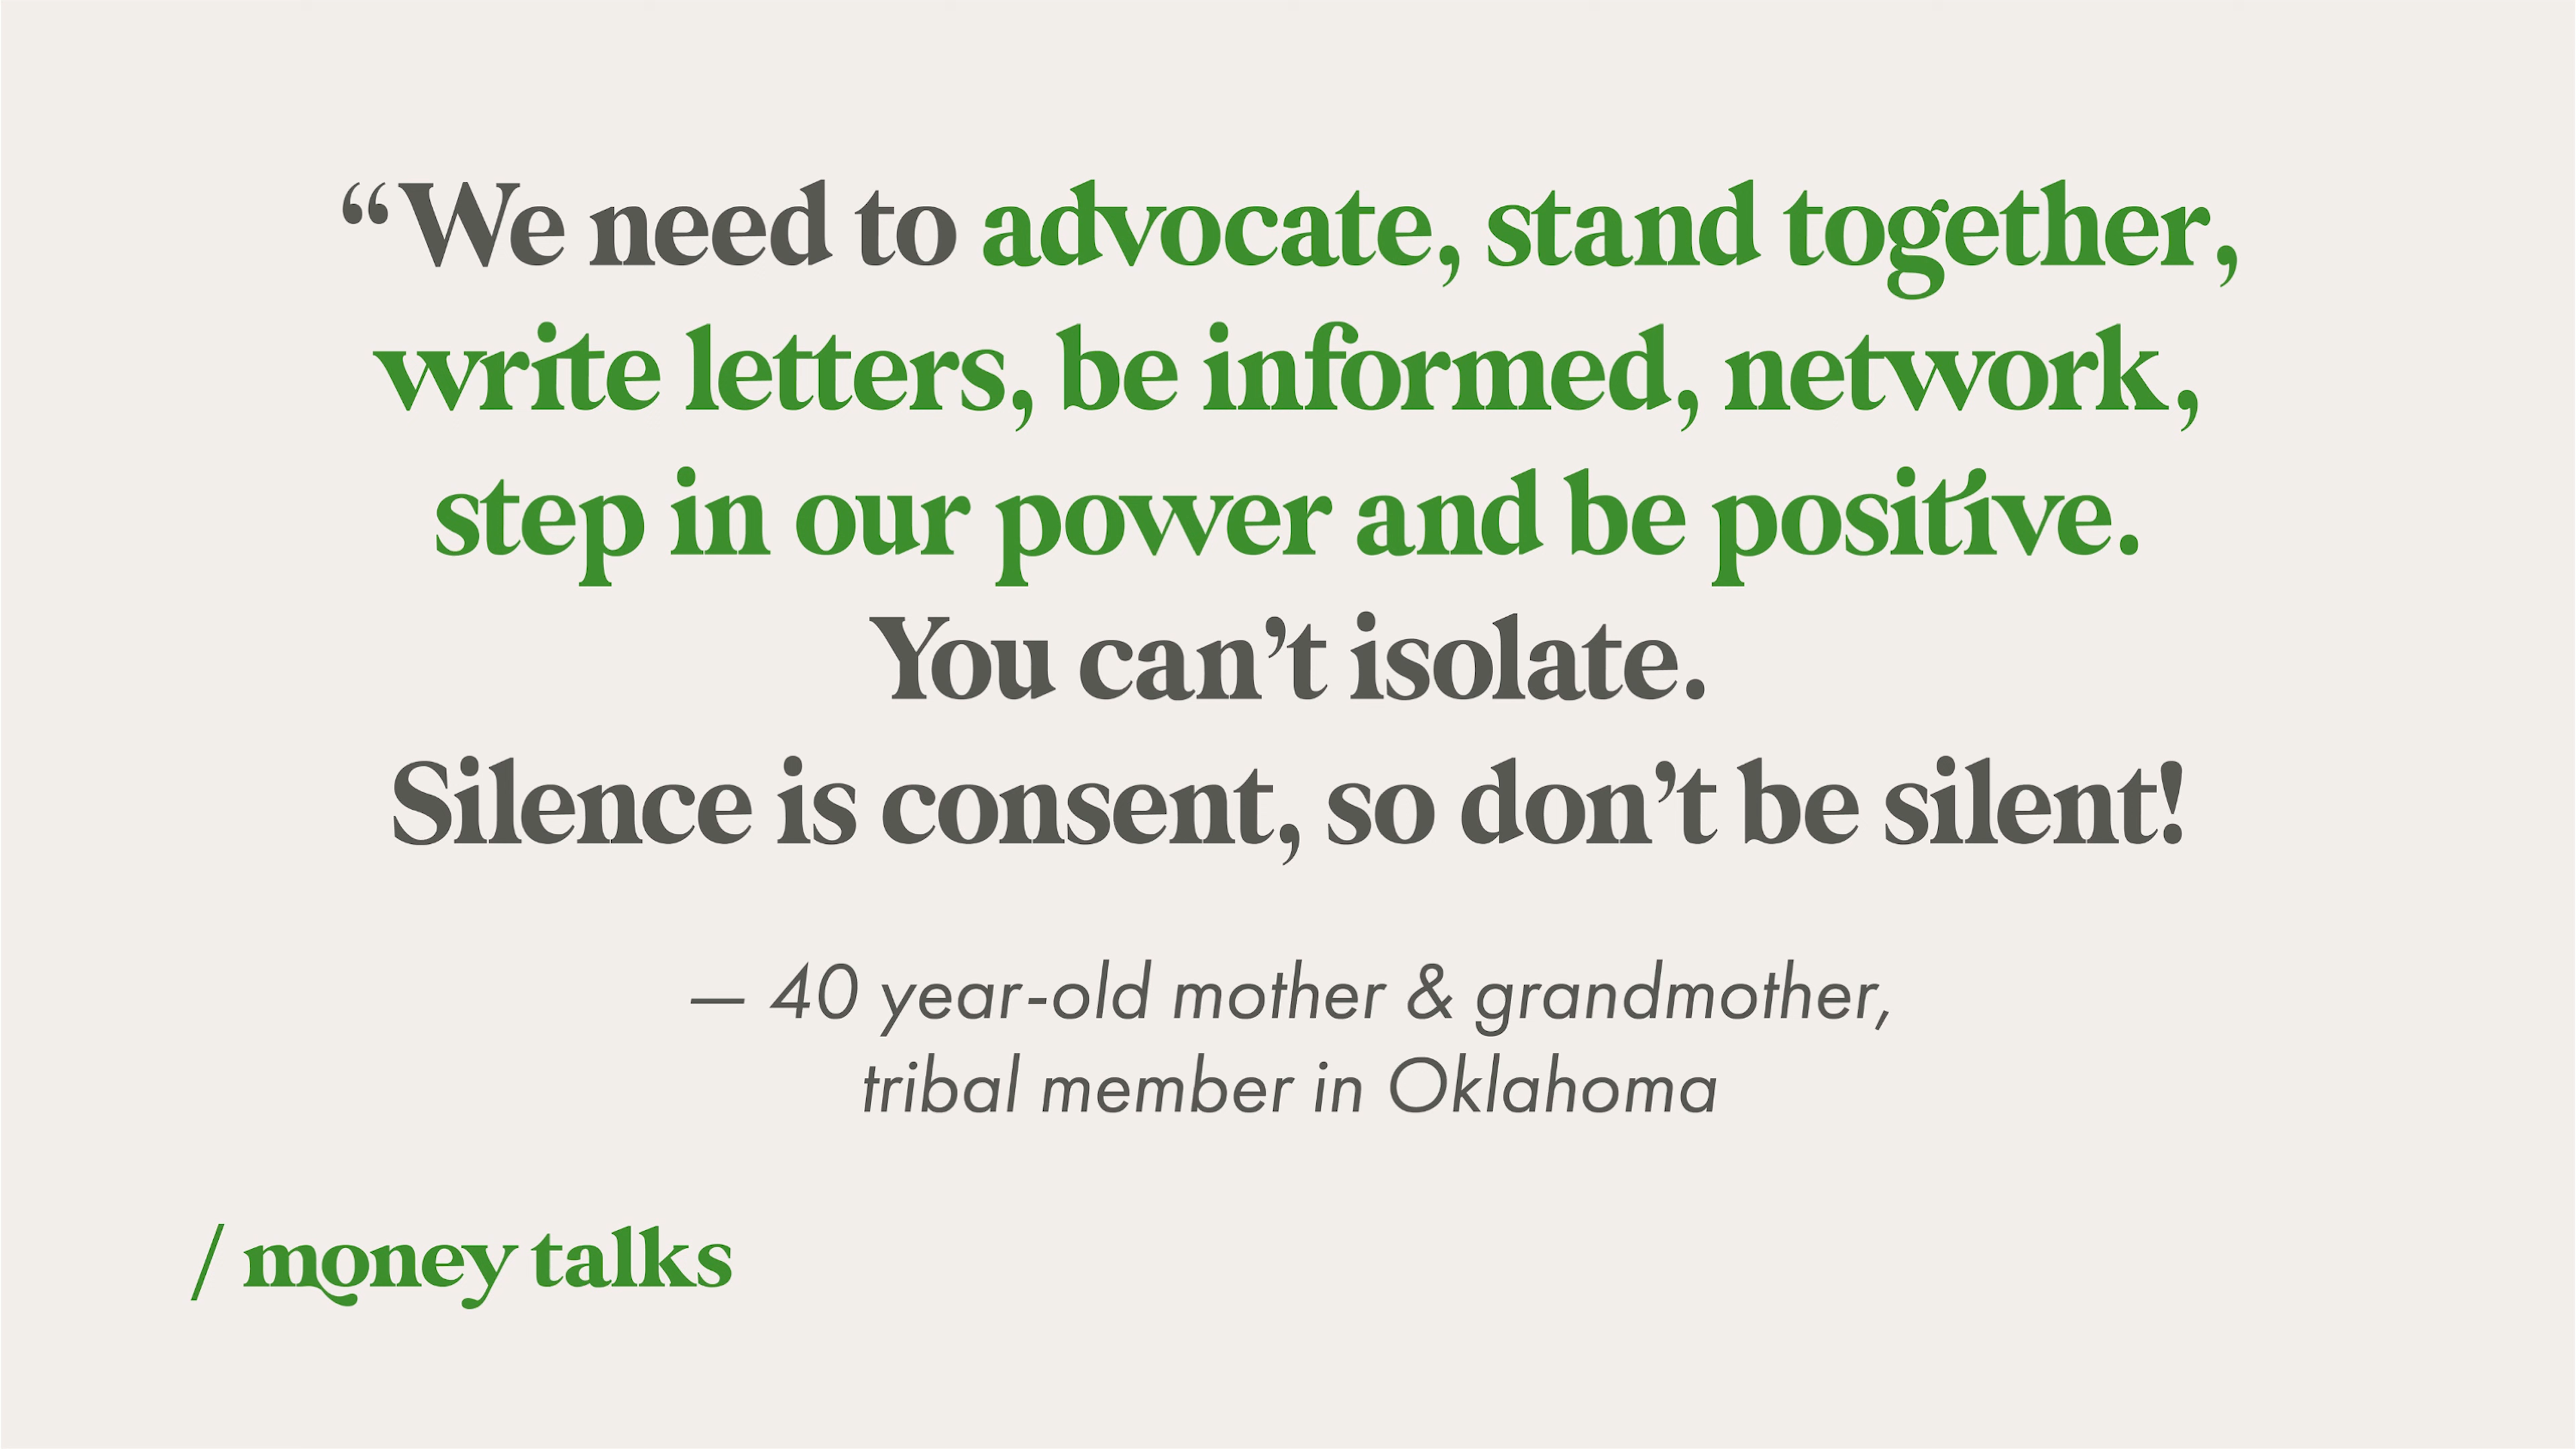 “We need to advocate, stand together,
write letters, be informed, network,
step in our power and be positive.
You can’t isolate.
Silence is consent, so don’t be silent!
— 40 year-old mother & grandmother,
tribal member in Oklahoma
/ money talks